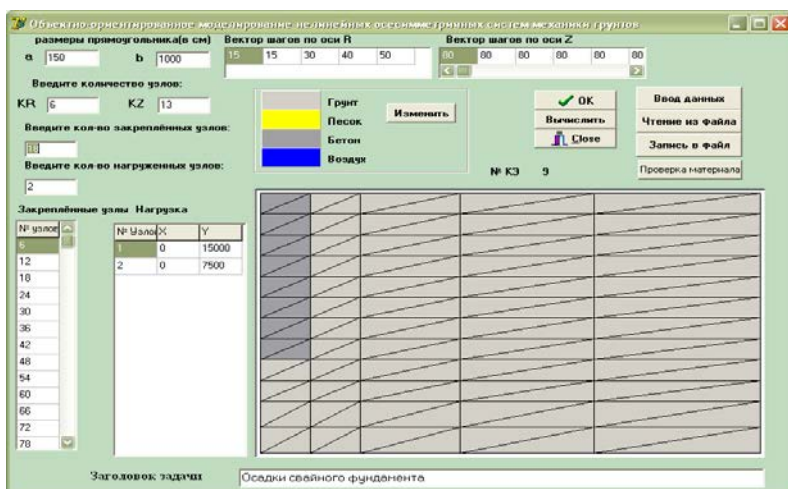 Объектно-ориентированное моделирование нелинейных осесимметричных систем механики грунтов
размеры прямоугольника(в см)
a 150 b 1000
Вектор шагов по оси R
15 15 30 40 50
Вектор шагов по оси Z
80 80 80 80 80 80
Введите количество узлов:
KR 6 KZ 13
Введите кол-во закреплённых узлов:
Введите кол-во нагруженных узлов:
2
Грунт
Песок
Бетон
Воздух
Изменить
OK
Вычислить
Close
Ввод данных
Чтение из файла
Запись в файл
Проверка материала
№ КЭ 9
Закреплённые узлы Нагрузка
№ узлов
6
12
18
24
30
36
42
48
54
60
66
72
78
№ Узло X Y
1 0 15000
2 0 7500
Заголовок задачи Осадки свайного фундамента